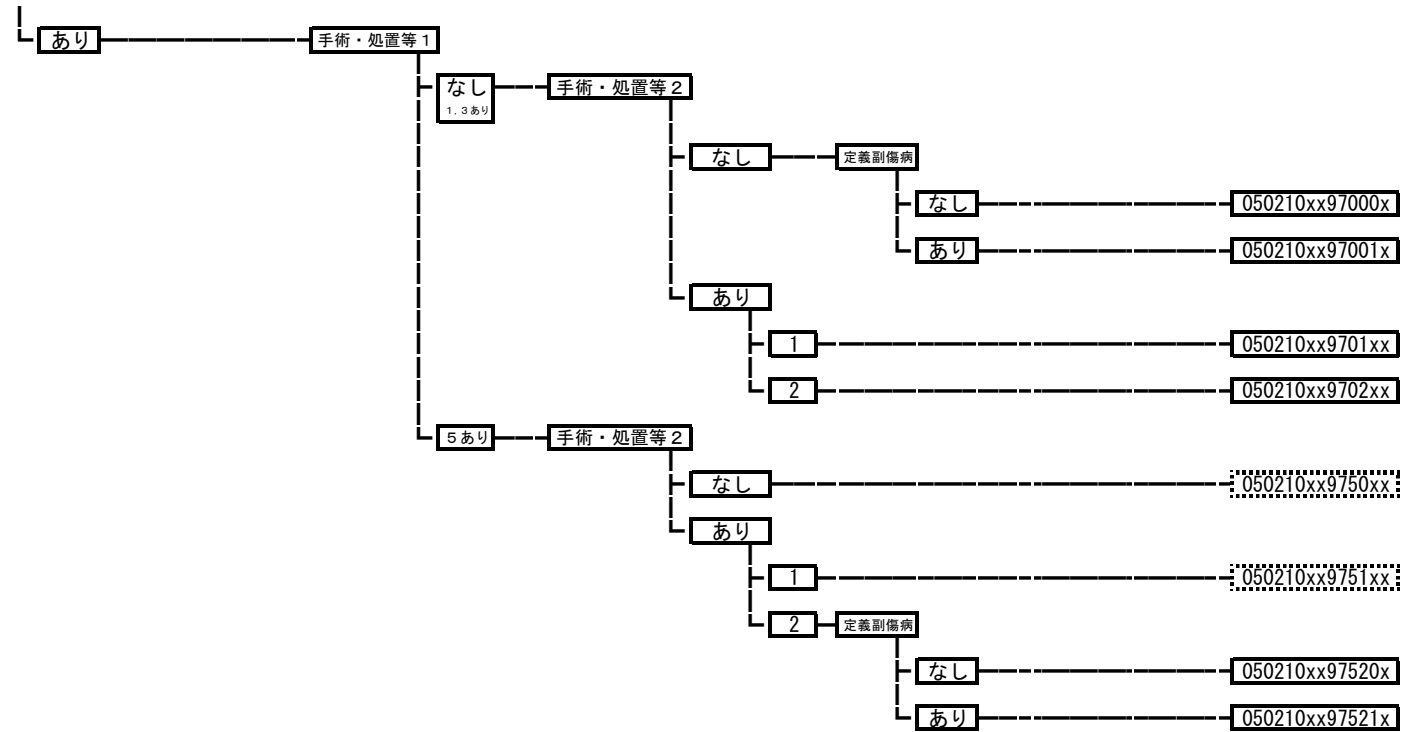 あり 手術・処置等１
なし 手術・処置等２
１，３あり
なし 定義副傷病
なし 050210xx97000x
あり 050210xx97001x
あり
1 050210xx9701xx
2 050210xx9702xx
５あり 手術・処置等２
なし 050210xx9750xx
あり
1 050210xx9751xx
2 定義副傷病
なし 050210xx97520x
あり 050210xx97521x